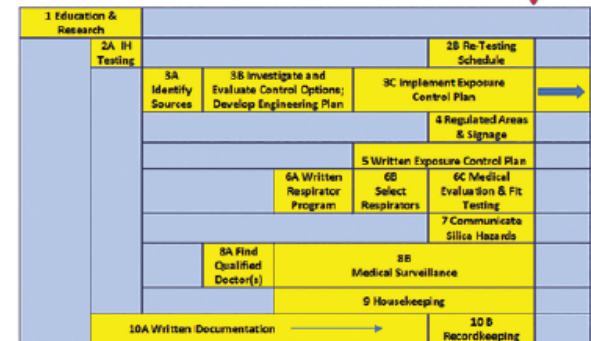 1 Education &
Research
2A IH
Testing
2B Re-Testing
Schedule
3A
Identify
Sources
3B Investigate and
Evaluate Control Options;
Develop Engineering Plan
3C Implement Exposure
Control Plan
4 Regulated Areas
& Signage
5 Written Exposure Control Plan
6A Written
Respirator
Program
6B
Select
Respirators
6C Medical
Evaluation & Fit
Testing
7 Communicate
Silica Hazards
8A Find
Qualified
Doctor(s)
8B
Medical Surveillance
9 Housekeeping
10A Written Documentation
10 B
Recordkeeping